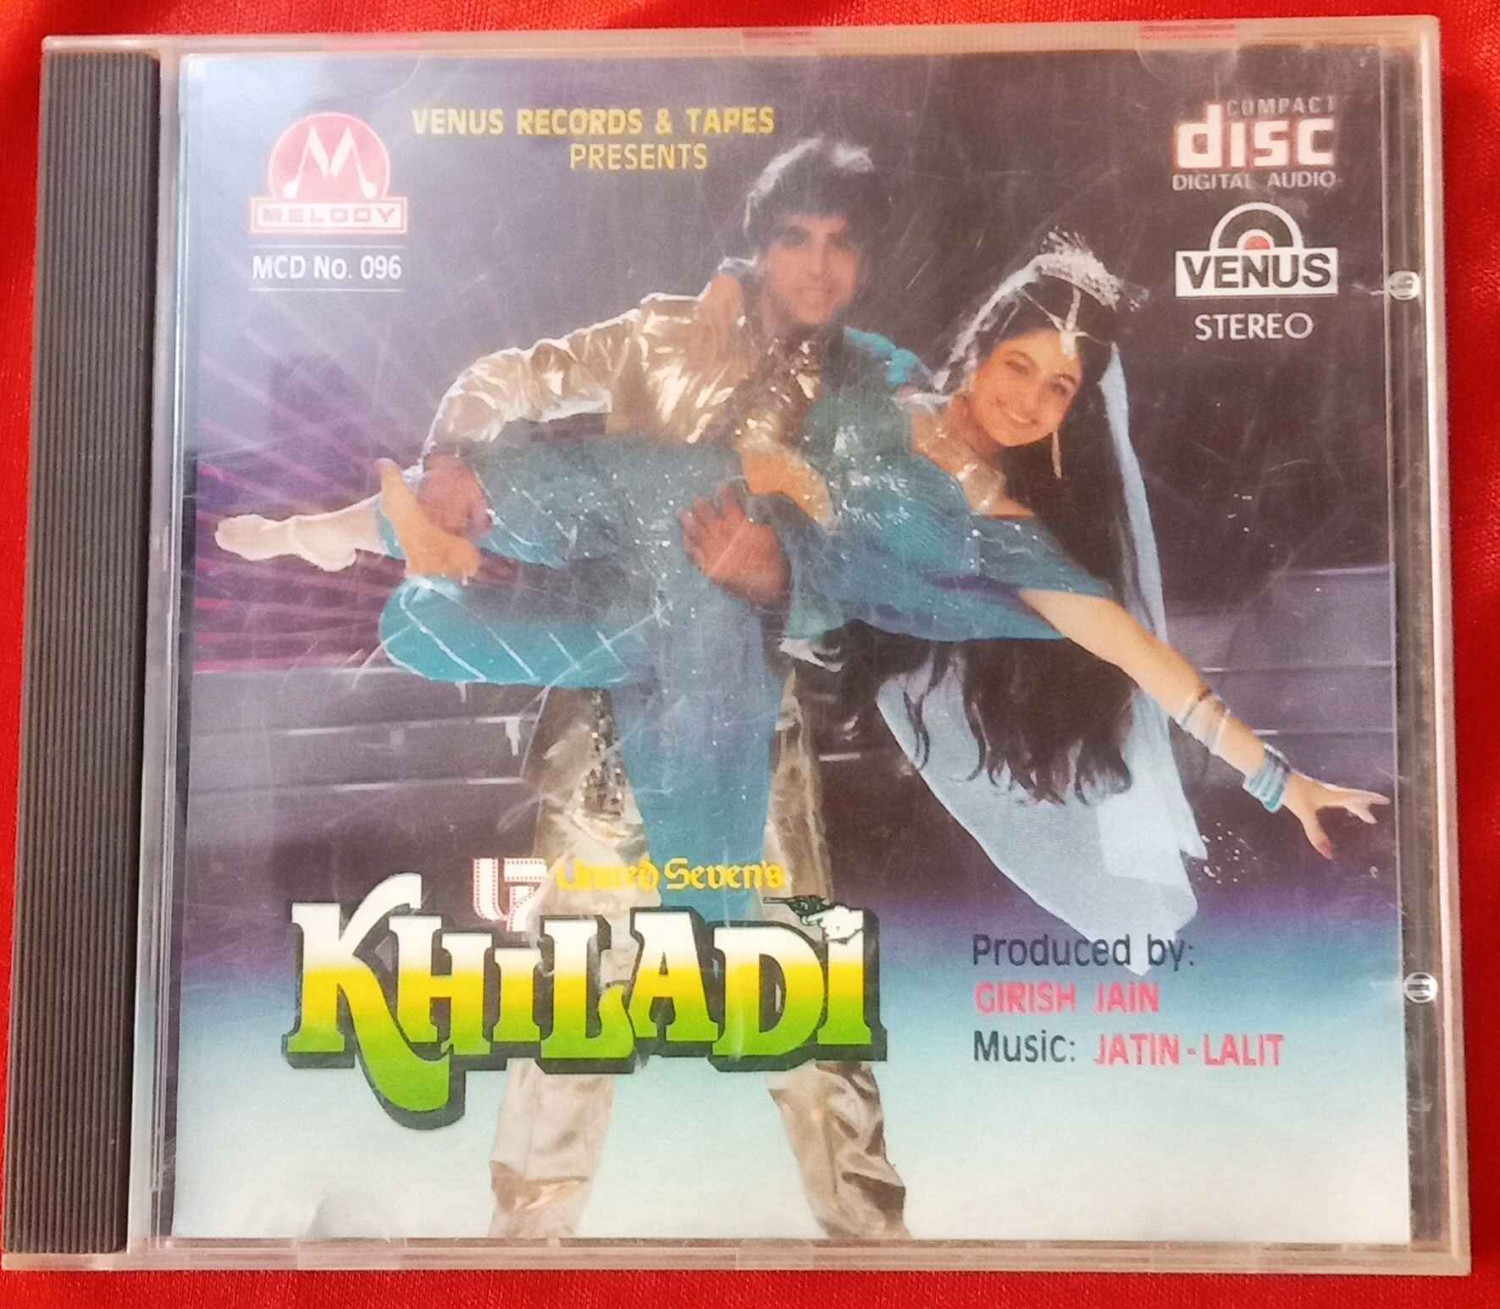 MELODY
MCD No. 096
VENUS RECORDS & TAPES
PRESENTS
COMPACT
disc
DIGITAL AUDIO
VENUS
STEREO
U7 United Seven's
KHiLADi
Produced by:
GIRISH JAIN
Music: JATIN-LALIT